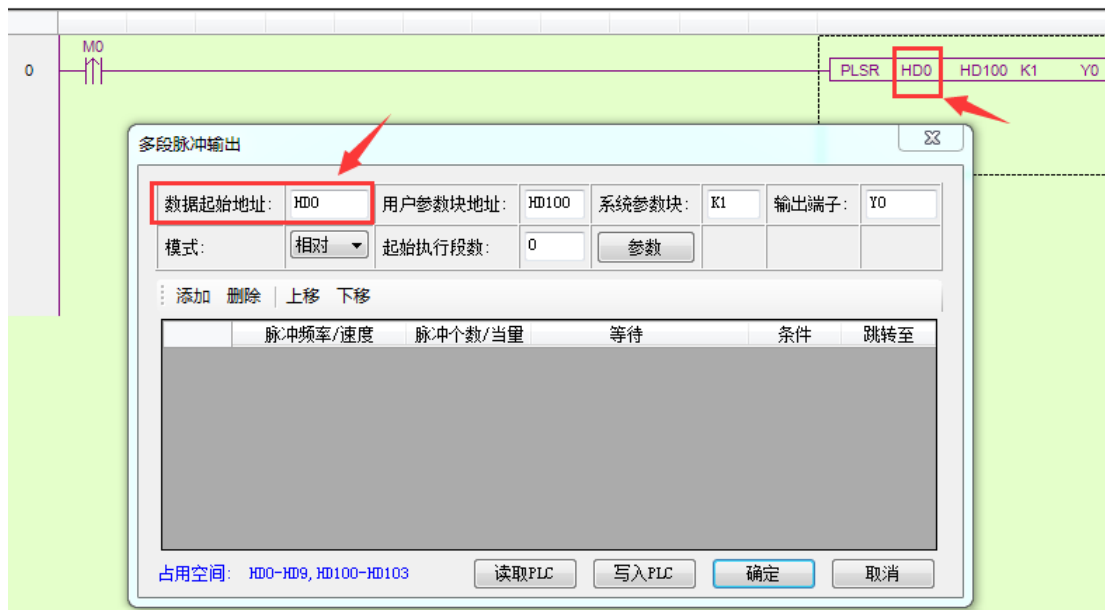 M0
0
PLSR HD0 HD100 K1 Y0
多段脉冲输出
数据起始地址: HD0 用户参数块地址: HD100 系统参数块: K1 输出端子: Y0
模式: 相对 起始执行段数: 0 参数
添加 删除 上移 下移
脉冲频率/速度 脉冲个数/当量 等待 条件 跳转至
占用空间: HD0-HD9, HD100-HD103 读取PLC 写入PLC 确定 取消